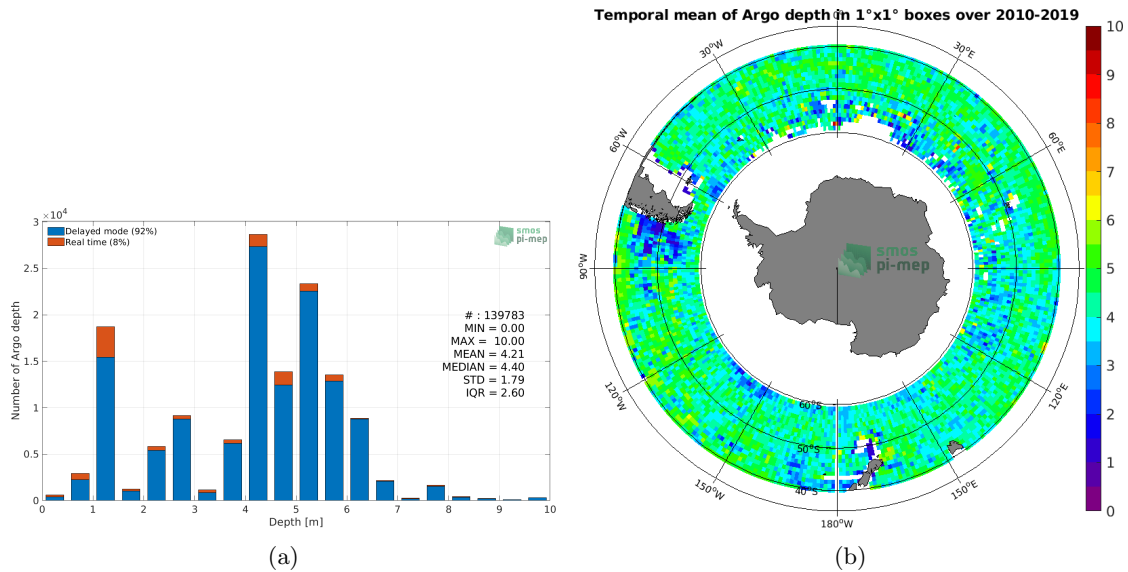 ×10⁴
3
2.5
2
1.5
1
0.5
0
Number of Argo depth
Delayed mode (92%)
Real time (8%)
smos
pi-mep
# : 139783
MIN = 0.00
MAX = 10.00
MEAN = 4.21
MEDIAN = 4.40
STD = 1.79
IQR = 2.60
0 1 2 3 4 5 6 7 8 9 10
Depth [m]
(a)
Temporal mean of Argo depth in 1°x1° boxes over 2010-2019
0°
30°W
30°E
60°W
60°E
90°W
120°W
120°E
150°W
150°E
180°W
60°S
50°S
40°S
smos
pi-mep
10
9
8
7
6
5
4
3
2
1
0
(b)